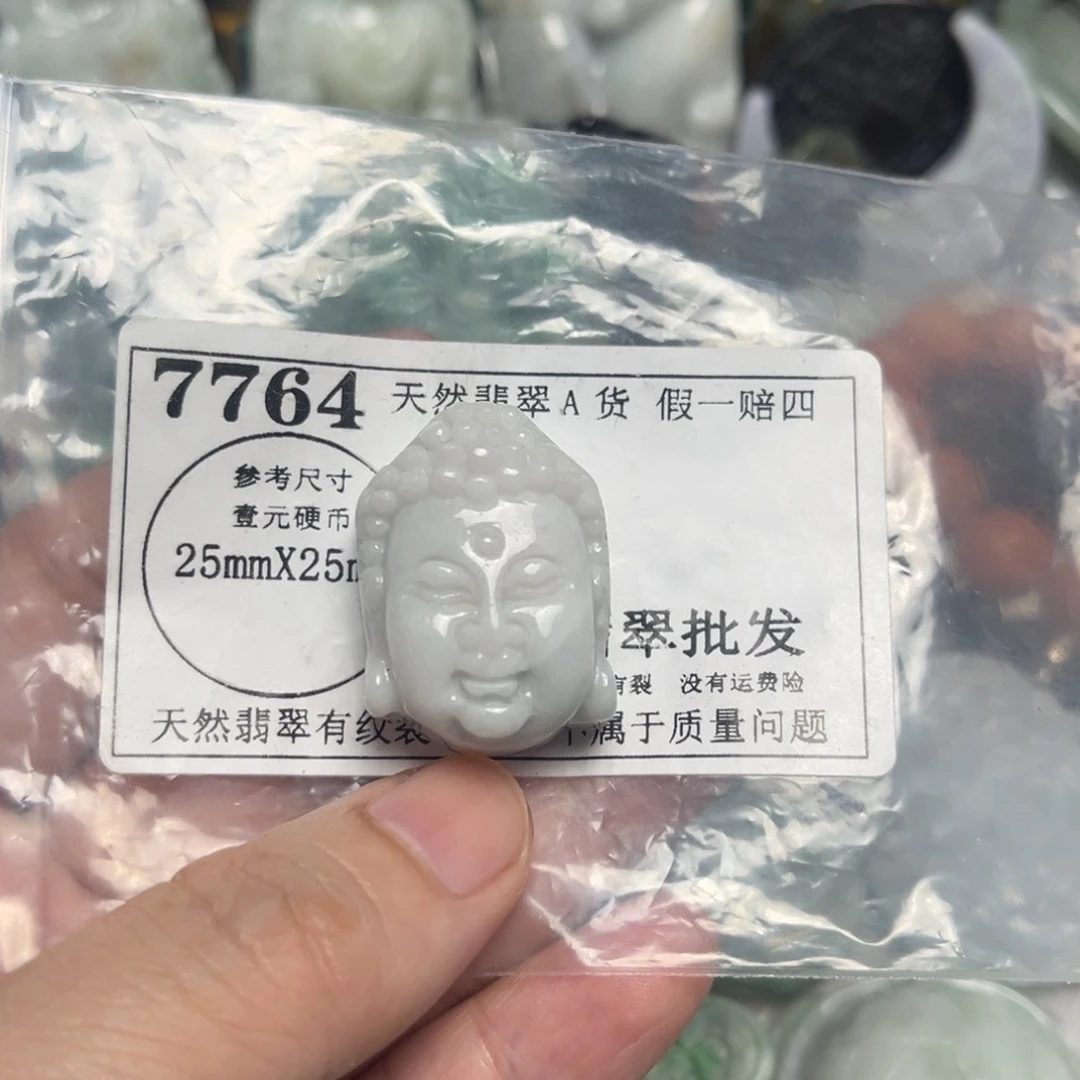 7764 天然翡翠A货 假一赔四
參考尺寸
壹元硬币
25mmX25m
翠批发
有裂 没有运费险
天然翡翠有纹裂 不属于质量问题